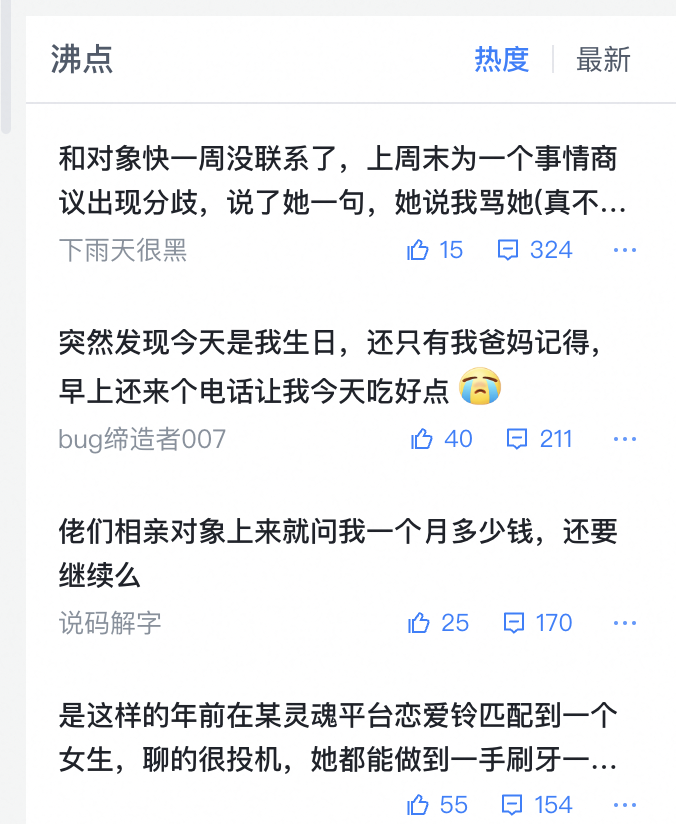 沸点
热度
最新
和对象快一周没联系了，上周末为一个事情商
议出现分歧，说了她一句，她说我骂她(真不...
下雨天很黑
15
324
突然发现今天是我生日，还只有我爸妈记得，
早上还来个电话让我今天吃好点😭
bug缔造者007
40
211
佬们相亲对象上来就问我一个月多少钱，还要
继续么
说码解字
25
170
是这样的年前在某灵魂平台恋爱铃匹配到一个
女生，聊的很投机，她都能做到一手刷牙一...
55
154